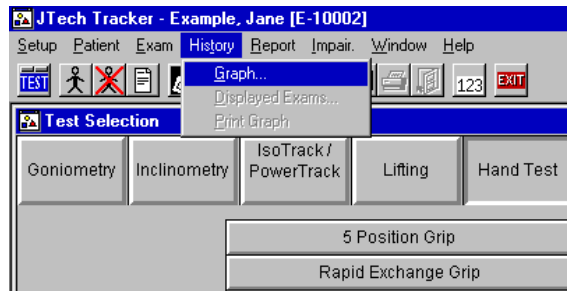 JTech Tracker - Example, Jane [E-10002]
Setup Patient Exam History Report Impair. Window Help
TEST 123 EXIT
Graph...
Displayed Exams...
Print Graph
Test Selection
Goniometry Inclinometry IsoTrack / PowerTrack Lifting Hand Test
5 Position Grip
Rapid Exchange Grip